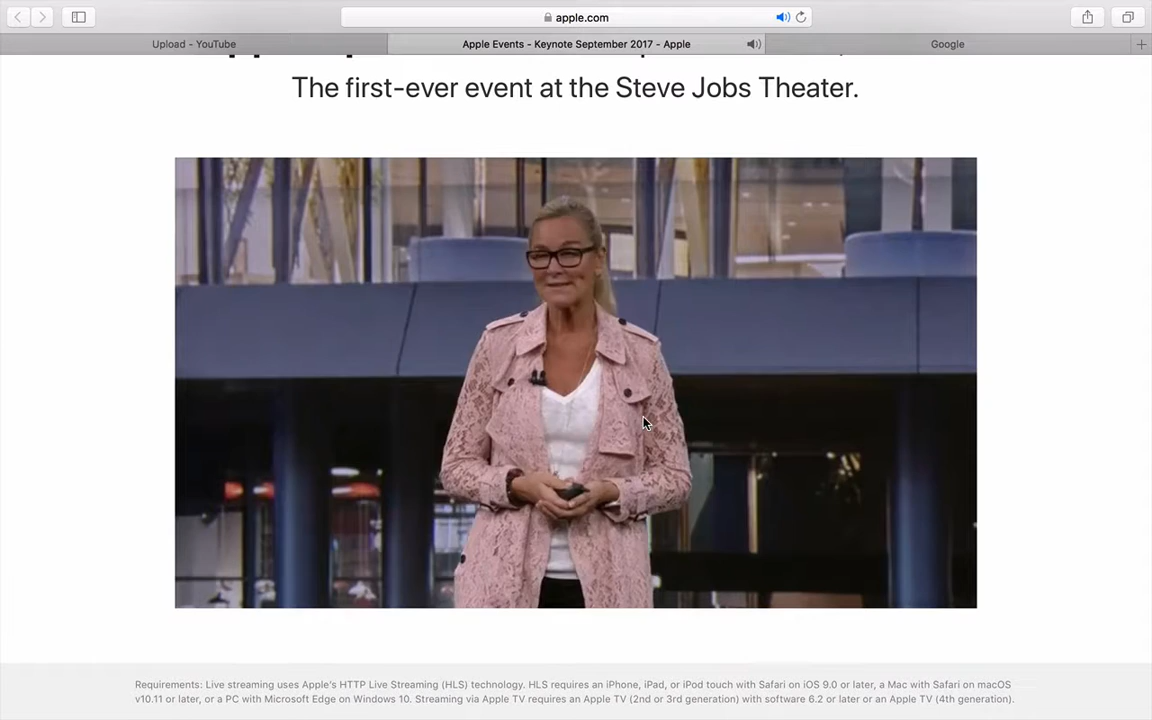 apple.com
Upload - YouTube
Apple Events - Keynote September 2017 - Apple
Google
The first-ever event at the Steve Jobs Theater.
Requirements: Live streaming uses Apple's HTTP Live Streaming (HLS) technology. HLS requires an iPhone, iPad, or iPod touch with Safari on iOS 9.0 or later, a Mac with Safari on macOS
v10.11 or later, or a PC with Microsoft Edge on Windows 10. Streaming via Apple TV requires an Apple TV (2nd or 3rd generation) with software 6.2 or later or an Apple TV (4th generation).